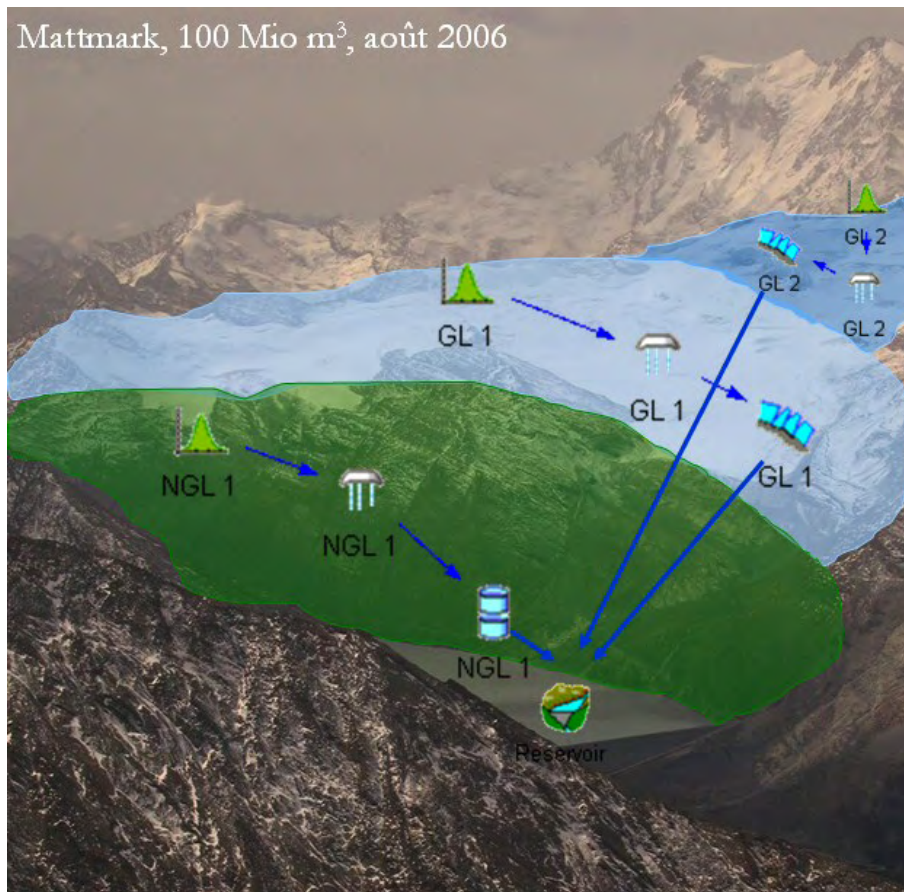 Mattmark, 100 Mio m³, août 2006
GL 2
GL 2
GL 2
GL 1
GL 1
GL 1
NGL 1
NGL 1
NGL 1
Reservoir